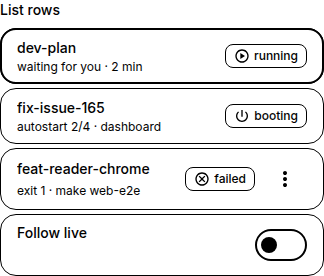 List rows
dev-plan
waiting for you · 2 min
running
fix-issue-165
autostart 2/4 · dashboard
booting
feat-reader-chrome
exit 1 · make web-e2e
failed
Follow live